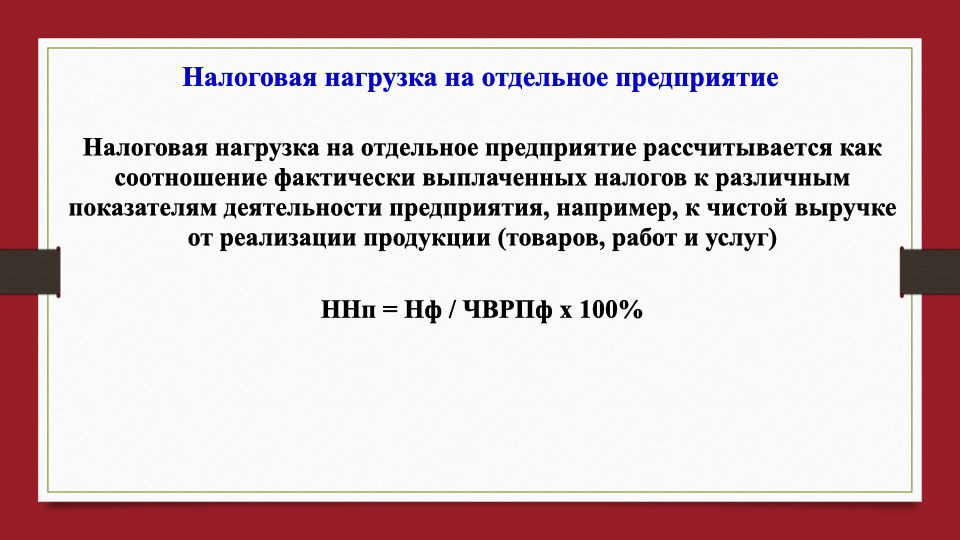 Налоговая нагрузка на отдельное предприятие
Налоговая нагрузка на отдельное предприятие рассчитывается как
соотношение фактически выплаченных налогов к различным
показателям деятельности предприятия, например, к чистой выручке
от реализации продукции (товаров, работ и услуг)
ННп = Нф / ЧВРПф х 100%